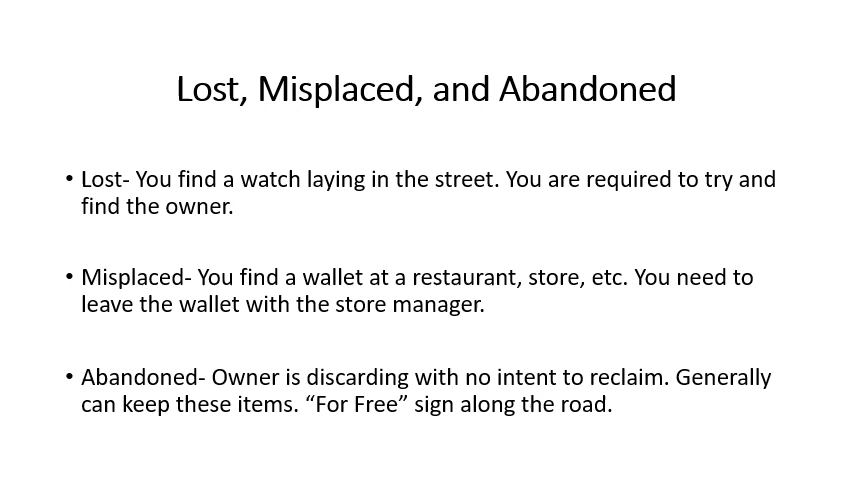 Lost, Misplaced, and Abandoned
• Lost- You find a watch laying in the street. You are required to try and
find the owner.
• Misplaced- You find a wallet at a restaurant, store, etc. You need to
leave the wallet with the store manager.
• Abandoned- Owner is discarding with no intent to reclaim. Generally
can keep these items. “For Free” sign along the road.